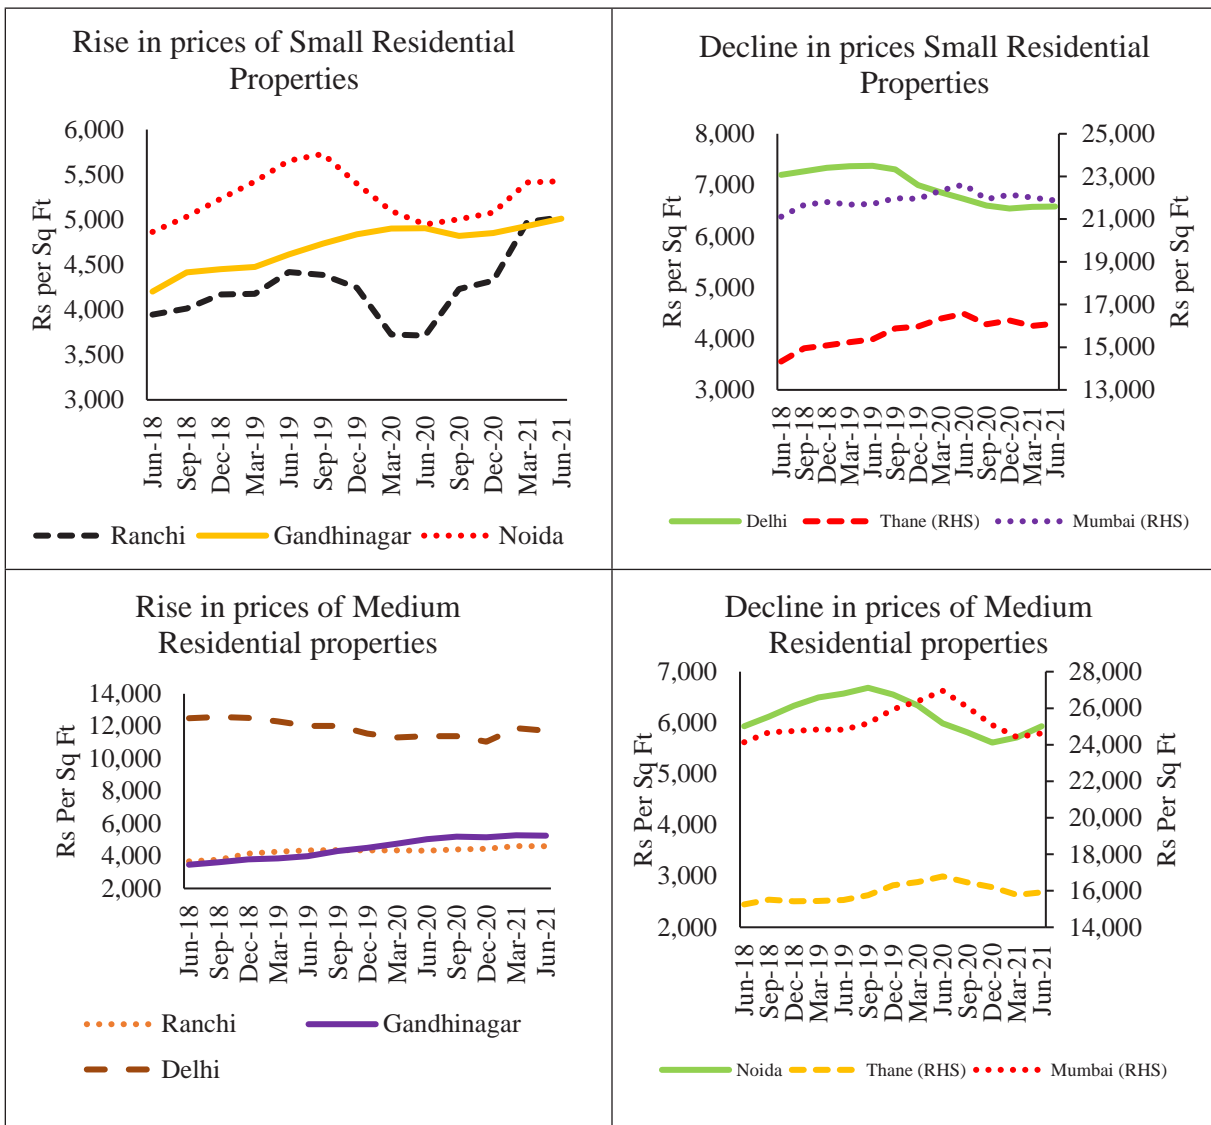 Rise in prices of Small Residential
Properties
Rs per Sq Ft
6,000
5,500
5,000
4,500
4,000
3,500
3,000
Jun-18
Sep-18
Dec-18
Mar-19
Jun-19
Sep-19
Dec-19
Mar-20
Jun-20
Sep-20
Dec-20
Mar-21
Jun-21
Ranchi
Gandhinagar
Noida
Decline in prices Small Residential
Properties
Rs per Sq Ft
8,000
7,000
6,000
5,000
4,000
3,000
25,000
23,000
21,000
19,000
17,000
15,000
13,000
Rs per Sq Ft
Jun-18
Sep-18
Dec-18
Mar-19
Jun-19
Sep-19
Dec-19
Mar-20
Jun-20
Sep-20
Dec-20
Mar-21
Jun-21
Delhi
Thane (RHS)
Mumbai (RHS)
Rise in prices of Medium
Residential properties
Rs Per Sq Ft
14,000
12,000
10,000
8,000
6,000
4,000
2,000
Jun-18
Sep-18
Dec-18
Mar-19
Jun-19
Sep-19
Dec-19
Mar-20
Jun-20
Sep-20
Dec-20
Mar-21
Jun-21
Ranchi
Gandhinagar
Delhi
Decline in prices of Medium
Residential properties
Rs Per Sq Ft
7,000
6,000
5,000
4,000
3,000
2,000
28,000
26,000
24,000
22,000
20,000
18,000
16,000
14,000
Rs Per Sq Ft
Jun-18
Sep-18
Dec-18
Mar-19
Jun-19
Sep-19
Dec-19
Mar-20
Jun-20
Sep-20
Dec-20
Mar-21
Jun-21
Noida
Thane (RHS)
Mumbai (RHS)